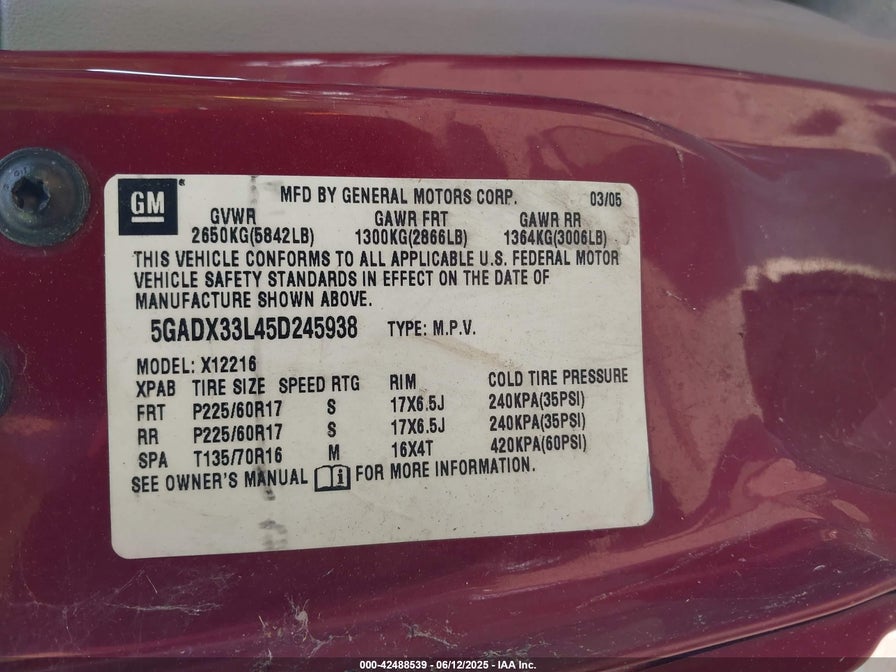 GM ® MFD BY GENERAL MOTORS CORP. 03/05
GVWR GAWR FRT GAWR RR
2650KG(5842LB) 1300KG(2866LB) 1364KG(3006LB)
THIS VEHICLE CONFORMS TO ALL APPLICABLE U.S. FEDERAL MOTOR
VEHICLE SAFETY STANDARDS IN EFFECT ON THE DATE OF
MANUFACTURE SHOWN ABOVE.
5GADX33L45D245938 TYPE: M.P.V.
MODEL: X12216
XPAB TIRE SIZE SPEED RTG RIM COLD TIRE PRESSURE
FRT P225/60R17 S 17X6.5J 240KPA(35PSI)
RR P225/60R17 S 17X6.5J 240KPA(35PSI)
SPA T135/70R16 M 16X4T 420KPA(60PSI)
SEE OWNER'S MANUAL i FOR MORE INFORMATION.
000-42488539 - 06/12/2025 - IAA Inc.